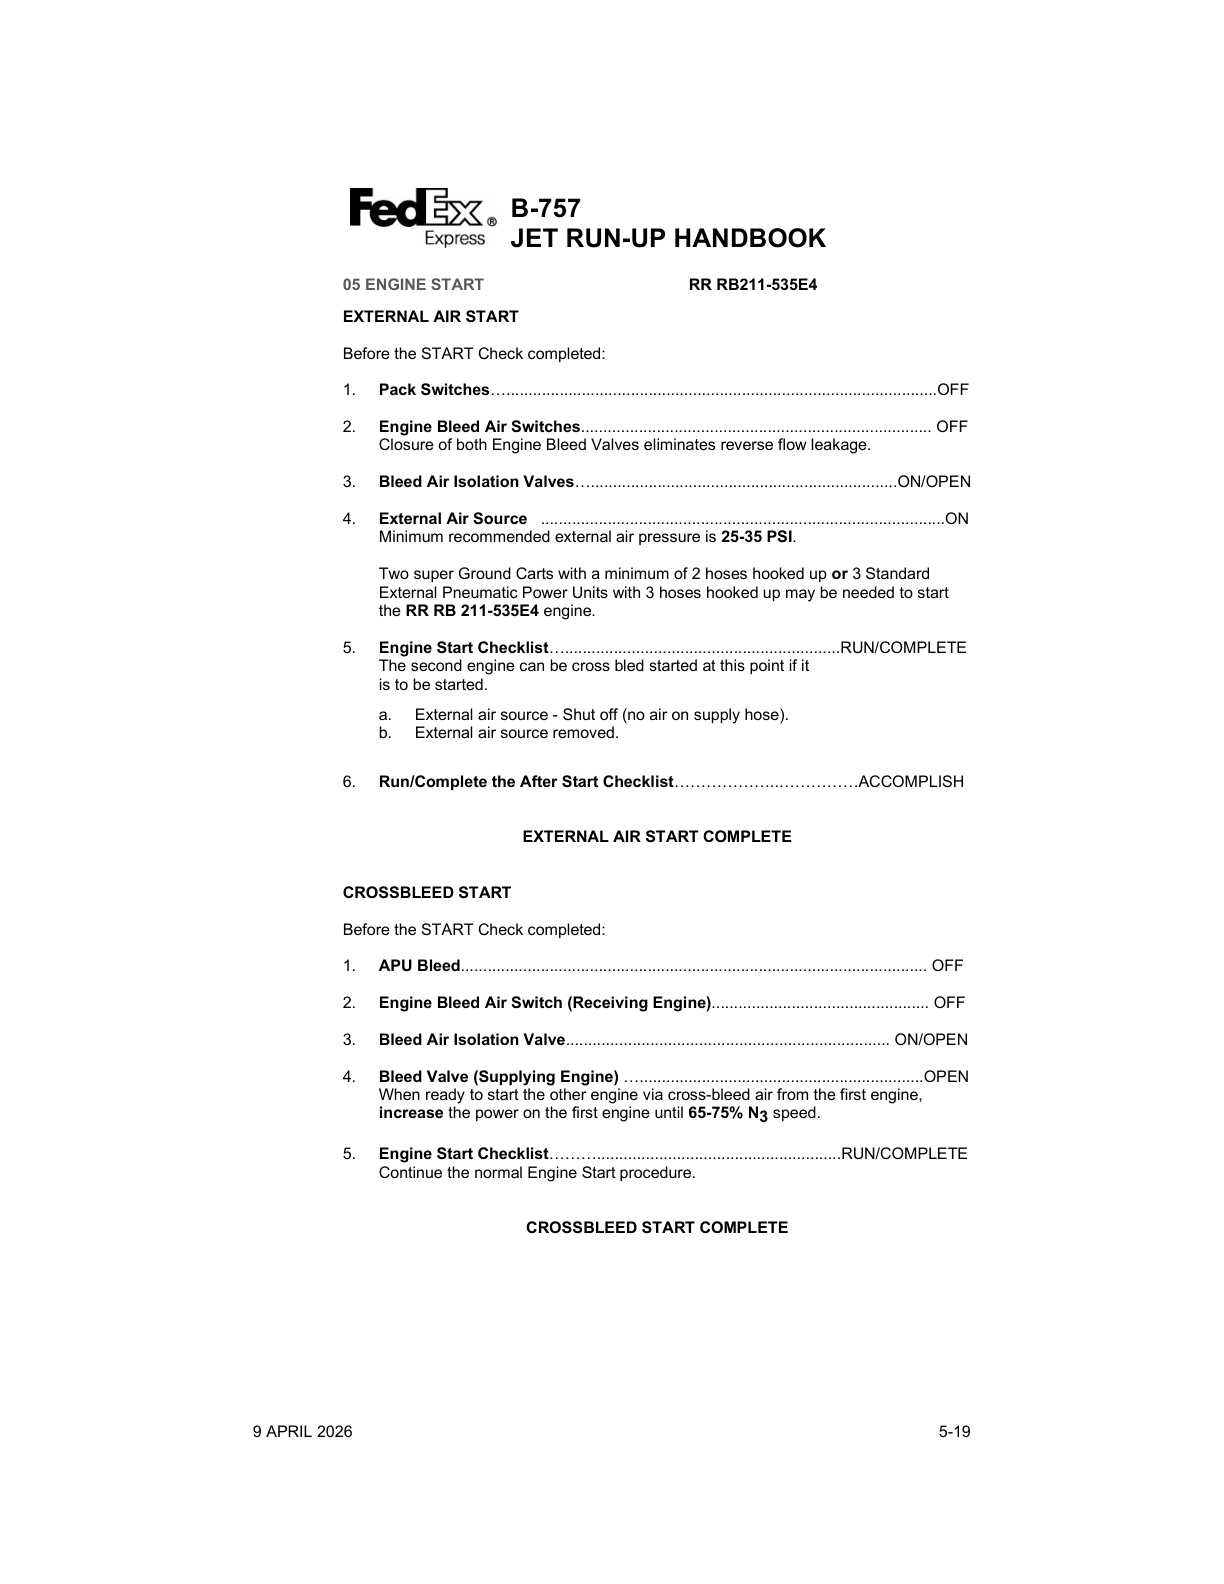 FedEx®
Express
B-757
JET RUN-UP HANDBOOK
05 ENGINE START RR RB211-535E4
EXTERNAL AIR START
Before the START Check completed:
1. Pack Switches…................................................................................................OFF
2. Engine Bleed Air Switches............................................................................... OFF
Closure of both Engine Bleed Valves eliminates reverse flow leakage.
3. Bleed Air Isolation Valves….....................................................................ON/OPEN
4. External Air Source ...........................................................................................ON
Minimum recommended external air pressure is 25-35 PSI.
Two super Ground Carts with a minimum of 2 hoses hooked up or 3 Standard
External Pneumatic Power Units with 3 hoses hooked up may be needed to start
the RR RB 211-535E4 engine.
5. Engine Start Checklist…..............................................................RUN/COMPLETE
The second engine can be cross bled started at this point if it
is to be started.
a. External air source - Shut off (no air on supply hose).
b. External air source removed.
6. Run/Complete the After Start Checklist………………...……………ACCOMPLISH
EXTERNAL AIR START COMPLETE
CROSSBLEED START
Before the START Check completed:
1. APU Bleed......................................................................................................... OFF
2. Engine Bleed Air Switch (Receiving Engine)................................................. OFF
3. Bleed Air Isolation Valve......................................................................... ON/OPEN
4. Bleed Valve (Supplying Engine) …................................................................OPEN
When ready to start the other engine via cross-bleed air from the first engine,
increase the power on the first engine until 65-75% N3 speed.
5. Engine Start Checklist………......................................................RUN/COMPLETE
Continue the normal Engine Start procedure.
CROSSBLEED START COMPLETE
9 APRIL 2026 5-19